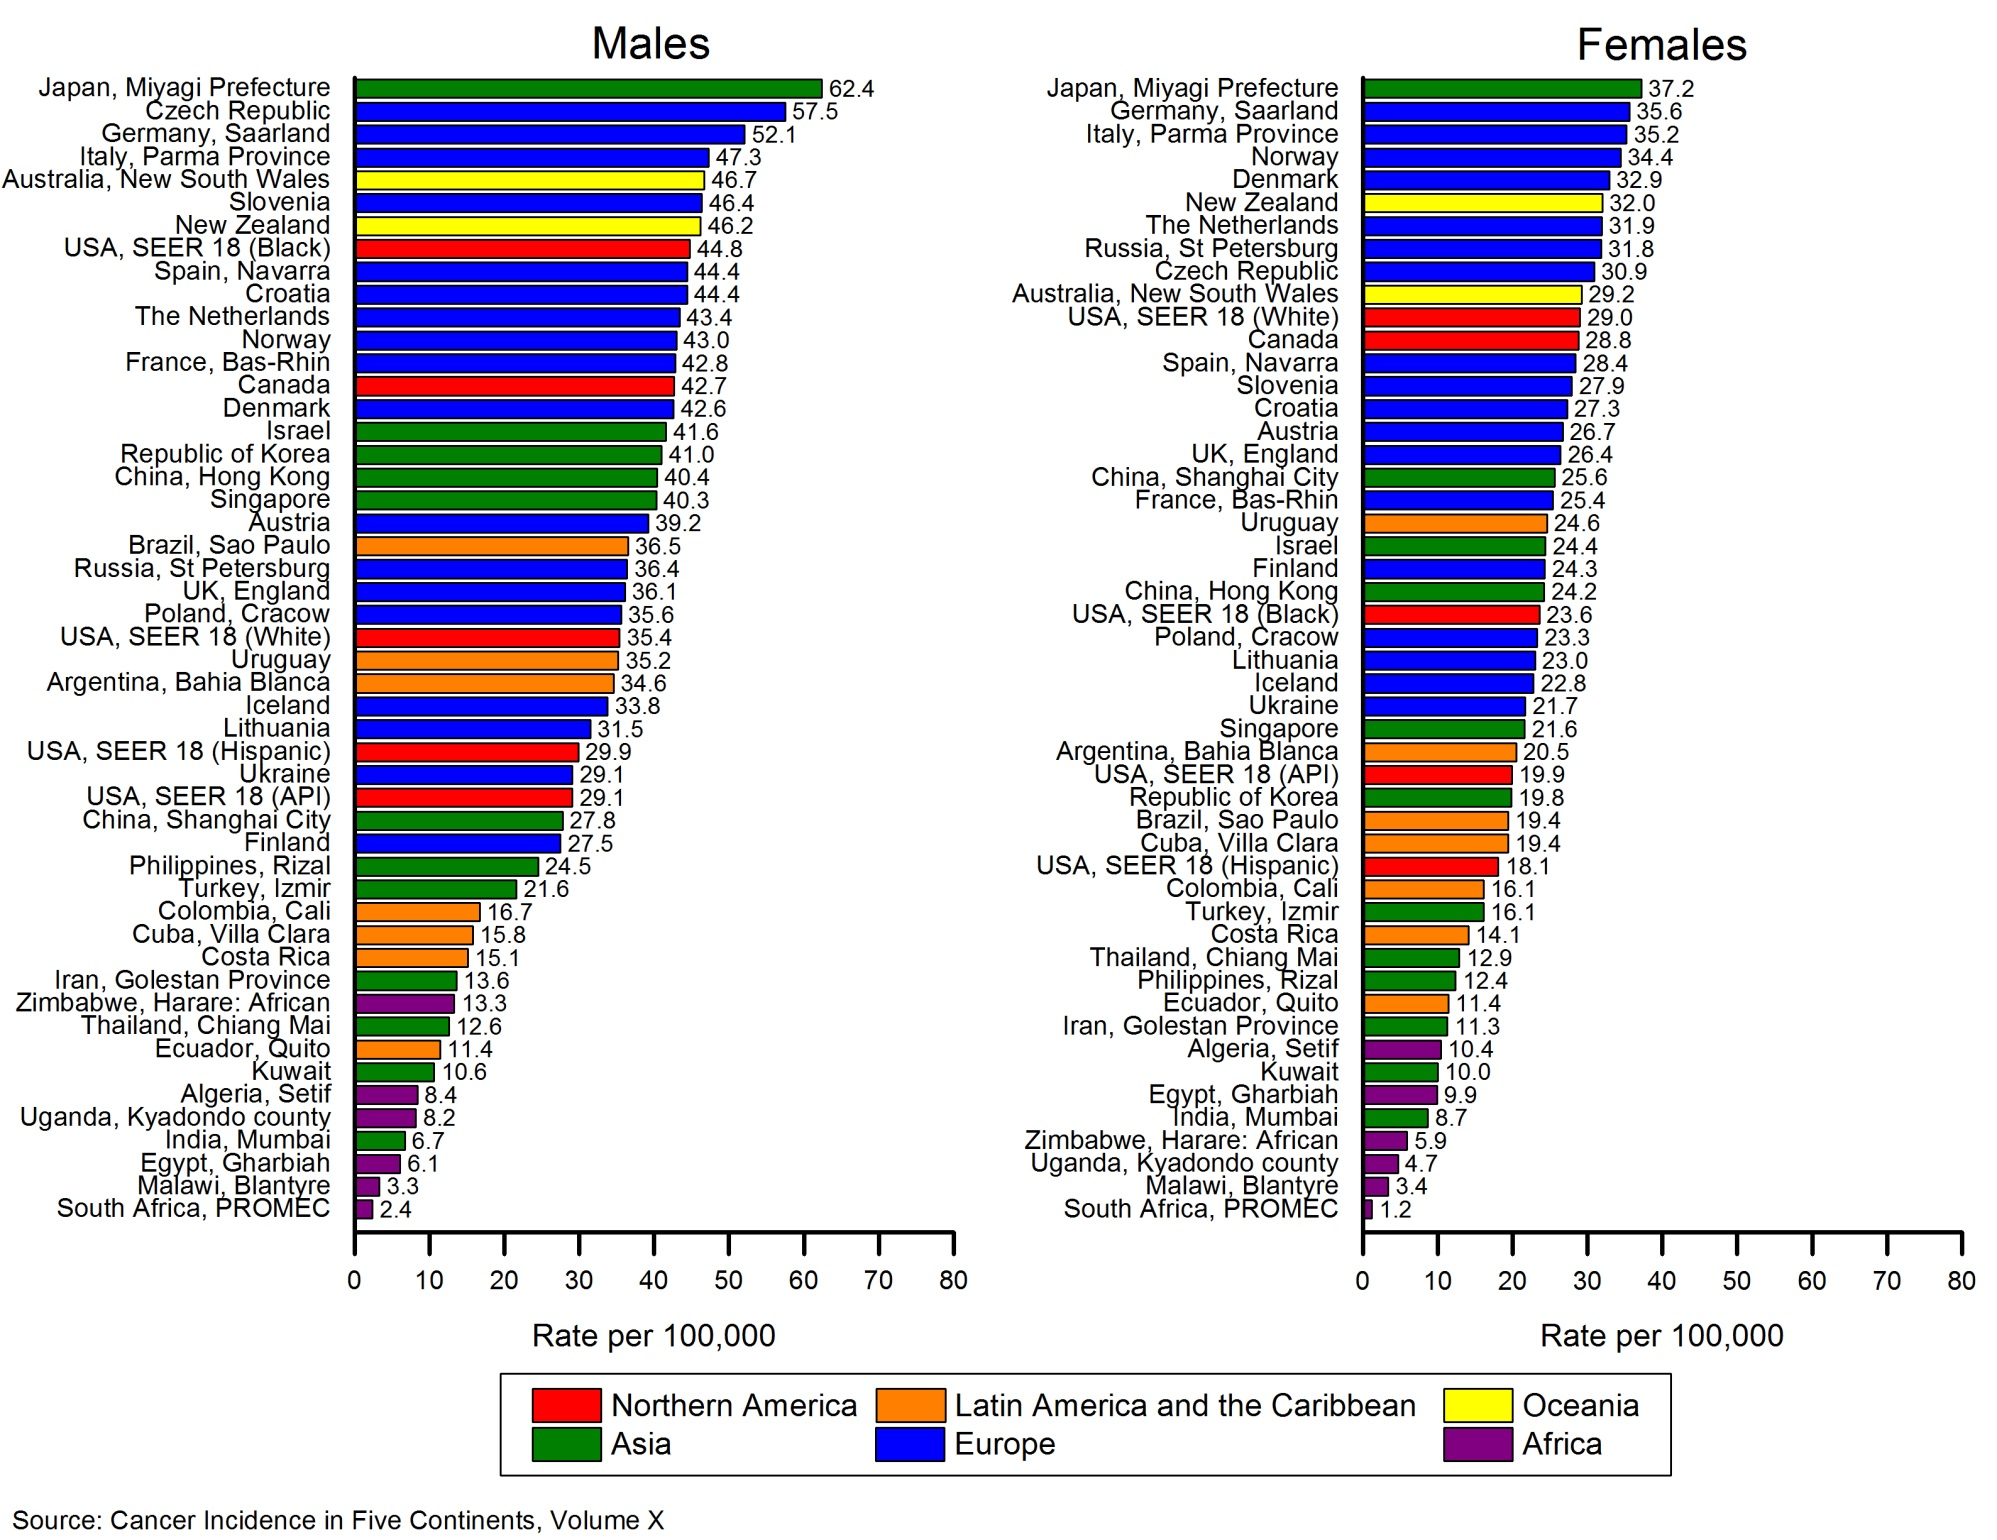 Males
Japan, Miyagi Prefecture 62.4
Czech Republic 57.5
Germany, Saarland 52.1
Italy, Parma Province 47.3
Australia, New South Wales 46.7
Slovenia 46.4
New Zealand 46.2
USA, SEER 18 (Black) 44.8
Spain, Navarra 44.4
Croatia 44.4
The Netherlands 43.4
Norway 43.0
France, Bas-Rhin 42.8
Canada 42.7
Denmark 42.6
Israel 41.6
Republic of Korea 41.0
China, Hong Kong 40.4
Singapore 40.3
Austria 39.2
Brazil, Sao Paulo 36.5
Russia, St Petersburg 36.4
UK, England 36.1
Poland, Cracow 35.6
USA, SEER 18 (White) 35.4
Uruguay 35.2
Argentina, Bahia Blanca 34.6
Iceland 33.8
Lithuania 31.5
USA, SEER 18 (Hispanic) 29.9
Ukraine 29.1
USA, SEER 18 (API) 29.1
China, Shanghai City 27.8
Finland 27.5
Philippines, Rizal 24.5
Turkey, Izmir 21.6
Colombia, Cali 16.7
Cuba, Villa Clara 15.8
Costa Rica 15.1
Iran, Golestan Province 13.6
Zimbabwe, Harare: African 13.3
Thailand, Chiang Mai 12.6
Ecuador, Quito 11.4
Kuwait 10.6
Algeria, Setif 8.4
Uganda, Kyadondo county 8.2
India, Mumbai 6.7
Egypt, Gharbiah 6.1
Malawi, Blantyre 3.3
South Africa, PROMEC 2.4
0 10 20 30 40 50 60 70 80
Rate per 100,000
Females
Japan, Miyagi Prefecture 37.2
Germany, Saarland 35.6
Italy, Parma Province 35.2
Norway 34.4
Denmark 32.9
New Zealand 32.0
The Netherlands 31.9
Russia, St Petersburg 31.8
Czech Republic 30.9
Australia, New South Wales 29.2
USA, SEER 18 (White) 29.0
Canada 28.8
Spain, Navarra 28.4
Slovenia 27.9
Croatia 27.3
Austria 26.7
UK, England 26.4
China, Shanghai City 25.6
France, Bas-Rhin 25.4
Uruguay 24.6
Israel 24.4
Finland 24.3
China, Hong Kong 24.2
USA, SEER 18 (Black) 23.6
Poland, Cracow 23.3
Lithuania 23.0
Iceland 22.8
Ukraine 21.7
Singapore 21.6
Argentina, Bahia Blanca 20.5
USA, SEER 18 (API) 19.9
Republic of Korea 19.8
Brazil, Sao Paulo 19.4
Cuba, Villa Clara 19.4
USA, SEER 18 (Hispanic) 18.1
Colombia, Cali 16.1
Turkey, Izmir 16.1
Costa Rica 14.1
Thailand, Chiang Mai 12.9
Philippines, Rizal 12.4
Ecuador, Quito 11.4
Iran, Golestan Province 11.3
Algeria, Setif 10.4
Kuwait 10.0
Egypt, Gharbiah 9.9
India, Mumbai 8.7
Zimbabwe, Harare: African 5.9
Uganda, Kyadondo county 4.7
Malawi, Blantyre 3.4
South Africa, PROMEC 1.2
0 10 20 30 40 50 60 70 80
Rate per 100,000
Northern America Latin America and the Caribbean Oceania
Asia Europe Africa
Source: Cancer Incidence in Five Continents, Volume X